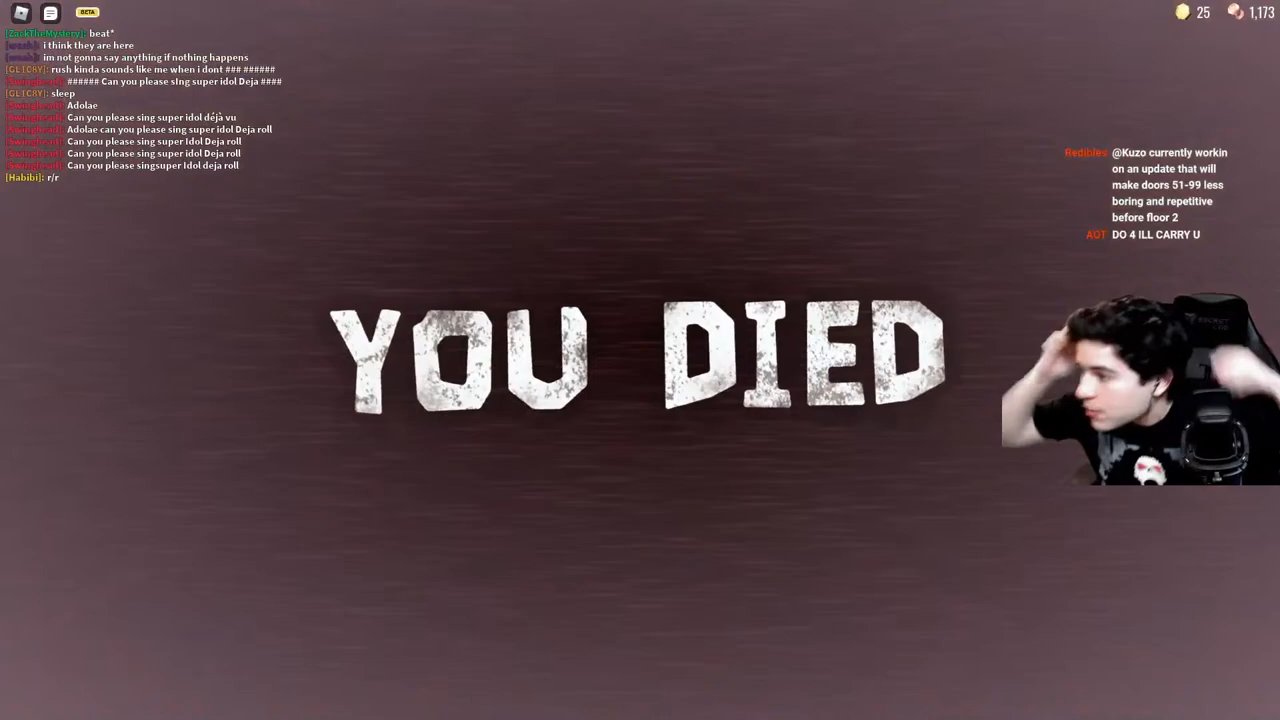 BETA
25
1,173
[ZackTheMystery]: beat*
i think they are here
im not gonna say anything if nothing happens
[GL1C8Y]: rush kinda sounds like me when i dont ### ######
###### Can you please sIng super idol Deja ####
[GL1C8Y]: sleep
Adolae
Can you please sing super idol déjà vu
Adolae can you please sing super idol Deja roll
Can you please sing super Idol Deja roll
Can you please sing super idol Deja roll
Can you please singsuper Idol deja roll
[Habibi]: r/r
Redibles @Kuzo currently workin
on an update that will
make doors 51-99 less
boring and repetitive
before floor 2
AOT DO 4 ILL CARRY U
YOU DIED